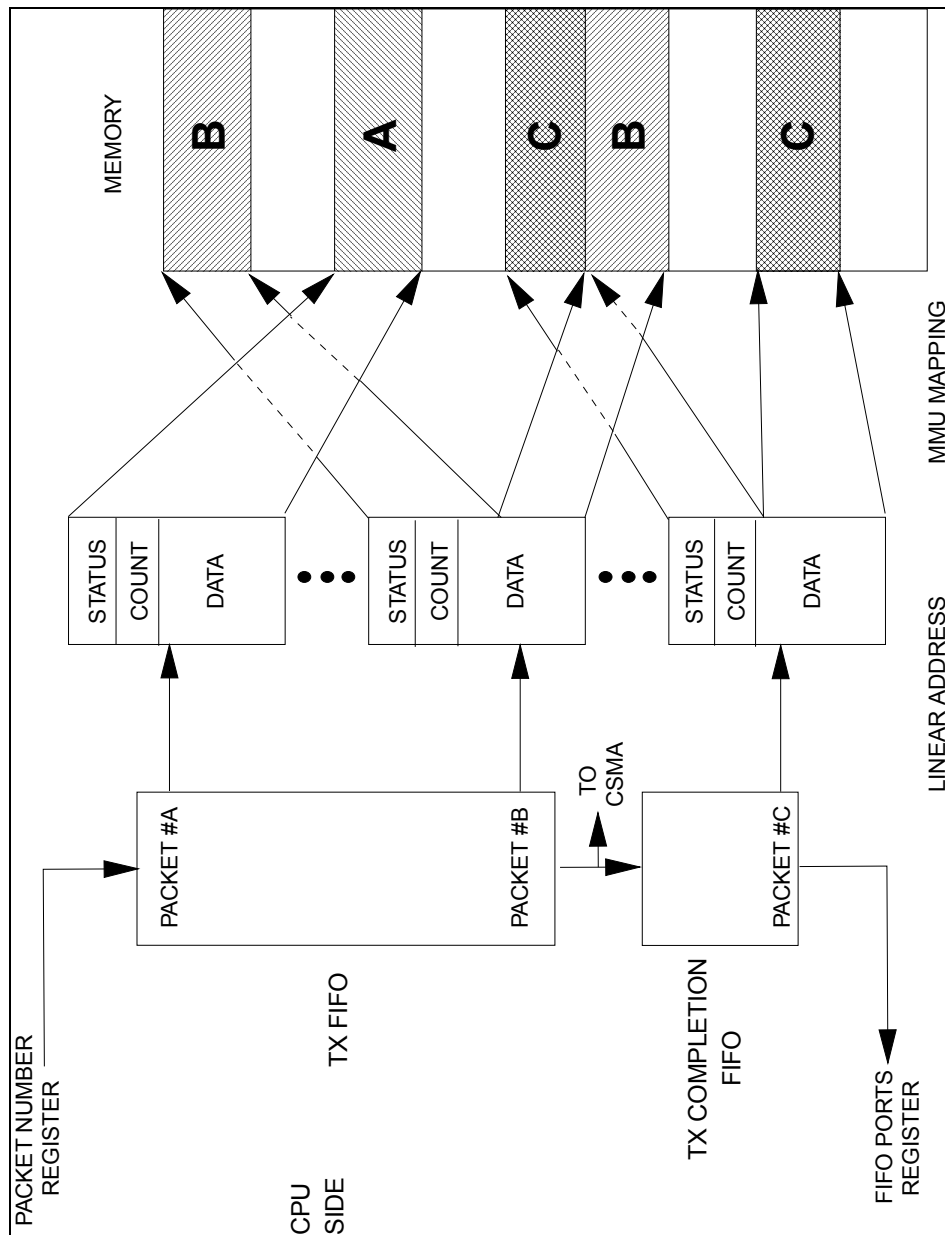 PACKET NUMBER
REGISTER
CPU
SIDE
TX FIFO
PACKET #A
PACKET #B
TO
CSMA
TX COMPLETION
FIFO
PACKET #C
FIFO PORTS
REGISTER
STATUS
COUNT
DATA
STATUS
COUNT
DATA
STATUS
COUNT
DATA
LINEAR ADDRESS
MMU MAPPING
MEMORY
B
A
C
B
C